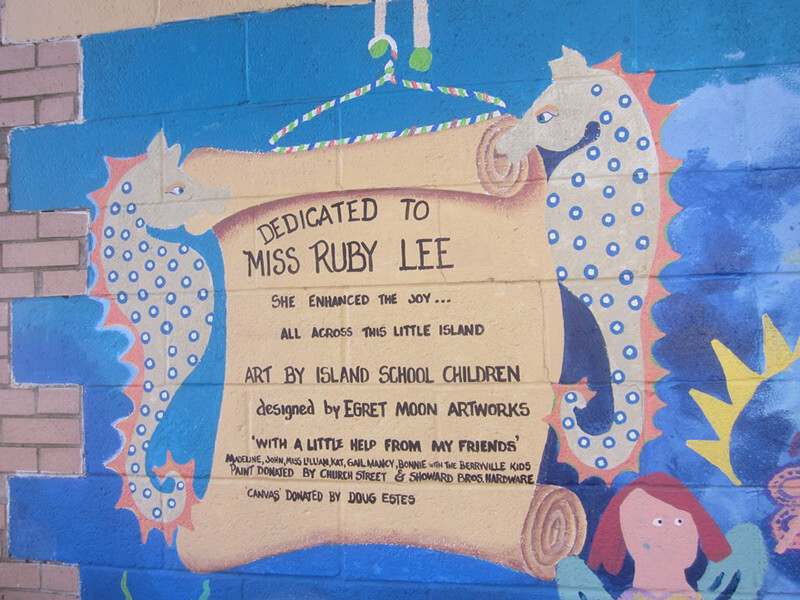 DEDICATED TO
MISS RUBY LEE
SHE ENHANCED THE JOY...
ALL ACROSS THIS LITTLE ISLAND
ART BY ISLAND SCHOOL CHILDREN
designed by EGRET MOON ARTWORKS
'WITH A LITTLE HELP FROM MY FRIENDS'
MADELINE, JOHN, MISS LILLIAN, KAT, GAIL, NANCY, BONNIE WITH THE BERRYVILLE KIDS
PAINT DONATED BY CHURCH STREET & SHOWARD BROS. HARDWARE
'CANVAS' DONATED BY DOUG ESTES